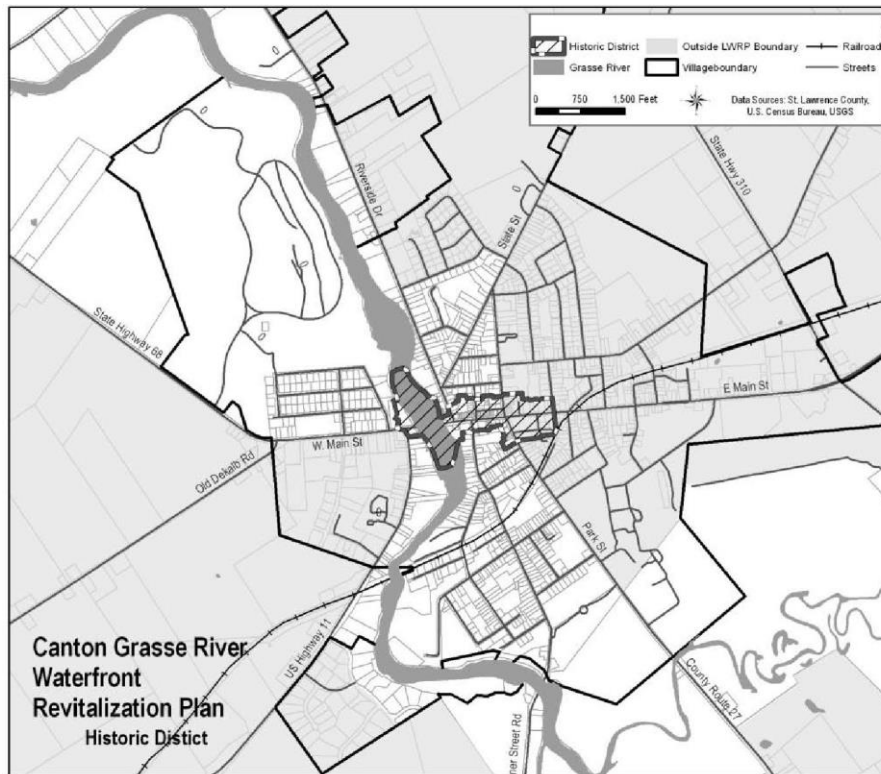 Historic District
Outside LWRP Boundary
Railroad
Grasse River
Villageboundary
Streets
0 750 1,500 Feet
Data Sources: St. Lawrence County,
U.S. Census Bureau, USGS
State Hwy 310
Riverside Dr
State St
State Highway 68
E Main St
W. Main St
Old Dekalb Rd
Park St
US Highway 11
County Route 27
ner Street Rd
Canton Grasse River
Waterfront
Revitalization Plan
Historic Distict